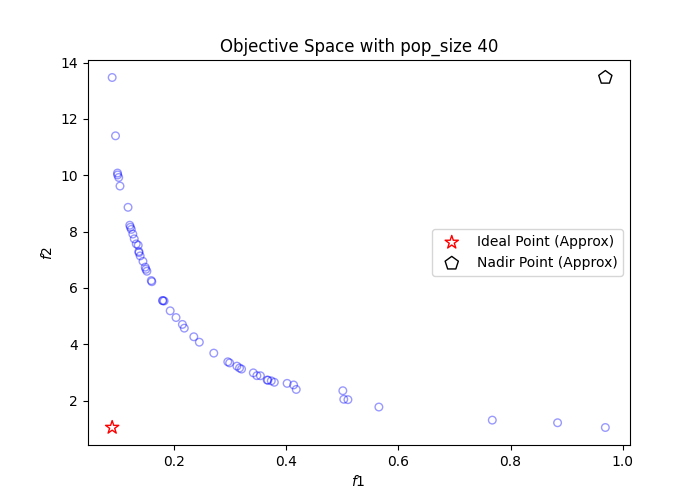 Objective Space with pop_size 40
14
12
10
8
6
4
2
f2
Ideal Point (Approx)
Nadir Point (Approx)
0.2
0.4
0.6
0.8
1.0
f1